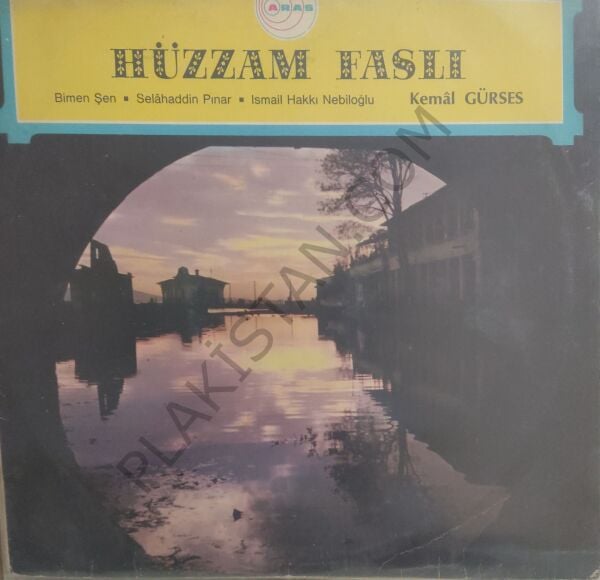 ARAS
HÜZZAM FASLI
Bimen Şen ▪ Selâhaddin Pınar ▪ Ismail Hakkı Nebiloğlu Kemâl GÜRSES
PLAKİSTAN.COM